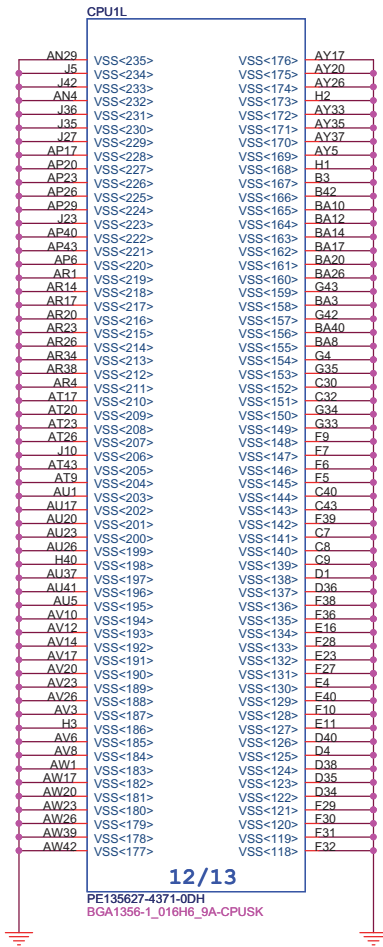 CPU1L
AN29 VSS<235> VSS<176> AY17
J5 VSS<234> VSS<175> AY20
J42 VSS<233> VSS<174> AY26
AN4 VSS<232> VSS<173> H2
J36 VSS<231> VSS<172> AY33
J35 VSS<230> VSS<171> AY35
J27 VSS<229> VSS<170> AY37
AP17 VSS<228> VSS<169> AY5
AP20 VSS<227> VSS<168> H1
AP23 VSS<226> VSS<167> B3
AP26 VSS<225> VSS<166> B42
AP29 VSS<224> VSS<165> BA10
J23 VSS<223> VSS<164> BA12
AP40 VSS<222> VSS<163> BA14
AP43 VSS<221> VSS<162> BA17
AP6 VSS<220> VSS<161> BA20
AR1 VSS<219> VSS<160> BA26
AR14 VSS<218> VSS<159> G43
AR17 VSS<217> VSS<158> BA3
AR20 VSS<216> VSS<157> G42
AR23 VSS<215> VSS<156> BA40
AR26 VSS<214> VSS<155> BA8
AR34 VSS<213> VSS<154> G4
AR38 VSS<212> VSS<153> G35
AR4 VSS<211> VSS<152> C30
AT17 VSS<210> VSS<151> C32
AT20 VSS<209> VSS<150> G34
AT23 VSS<208> VSS<149> G33
AT26 VSS<207> VSS<148> F9
J10 VSS<206> VSS<147> F7
AT43 VSS<205> VSS<146> F6
AT9 VSS<204> VSS<145> F5
AU1 VSS<203> VSS<144> C40
AU17 VSS<202> VSS<143> C43
AU20 VSS<201> VSS<142> F39
AU23 VSS<200> VSS<141> C7
AU26 VSS<199> VSS<140> C8
H40 VSS<198> VSS<139> C9
AU37 VSS<197> VSS<138> D1
AU41 VSS<196> VSS<137> D36
AU5 VSS<195> VSS<136> F38
AV10 VSS<194> VSS<135> F36
AV12 VSS<193> VSS<134> E16
AV14 VSS<192> VSS<133> F28
AV17 VSS<191> VSS<132> E23
AV20 VSS<190> VSS<131> F27
AV23 VSS<189> VSS<130> E4
AV26 VSS<188> VSS<129> E40
AV3 VSS<187> VSS<128> F10
H3 VSS<186> VSS<127> E11
AV6 VSS<185> VSS<126> D40
AV8 VSS<184> VSS<125> D4
AW1 VSS<183> VSS<124> D38
AW17 VSS<182> VSS<123> D35
AW20 VSS<181> VSS<122> D34
AW23 VSS<180> VSS<121> F29
AW26 VSS<179> VSS<120> F30
AW39 VSS<178> VSS<119> F31
AW42 VSS<177> VSS<118> F32
12/13
PE135627-4371-0DH
BGA1356-1_016H6_9A-CPUSK